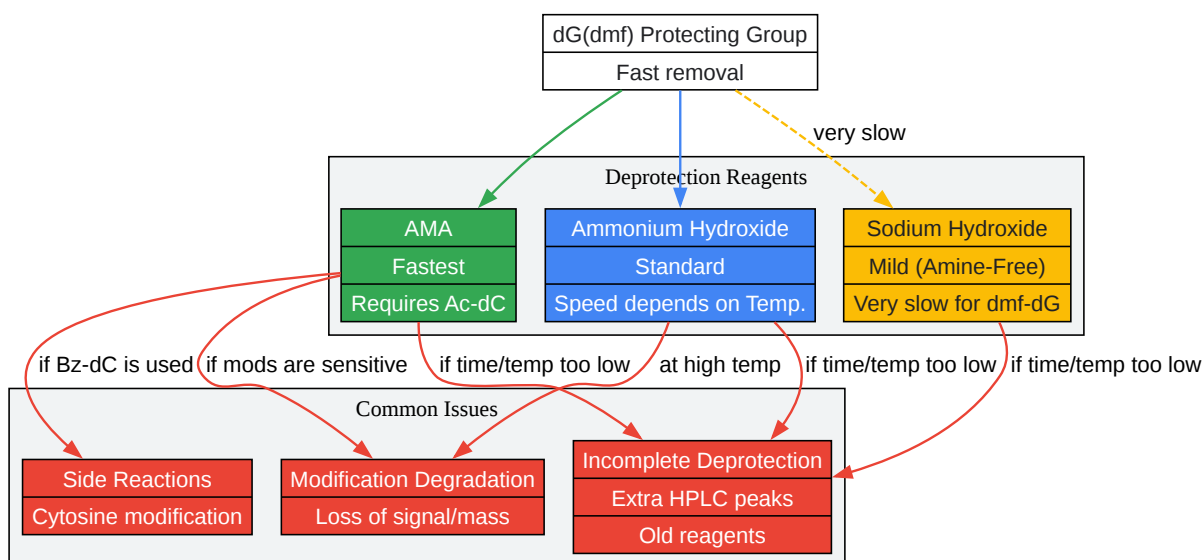 dG(dmf) Protecting Group
Fast removal
very slow
Deprotection Reagents
AMA
Fastest
Requires Ac-dC
Ammonium Hydroxide
Standard
Speed depends on Temp.
Sodium Hydroxide
Mild (Amine-Free)
Very slow for dmf-dG
if Bz-dC is used
if mods are sensitive
if time/temp too low
at high temp
if time/temp too low
if time/temp too low
Common Issues
Side Reactions
Cytosine modification
Modification Degradation
Loss of signal/mass
Incomplete Deprotection
Extra HPLC peaks
Old reagents